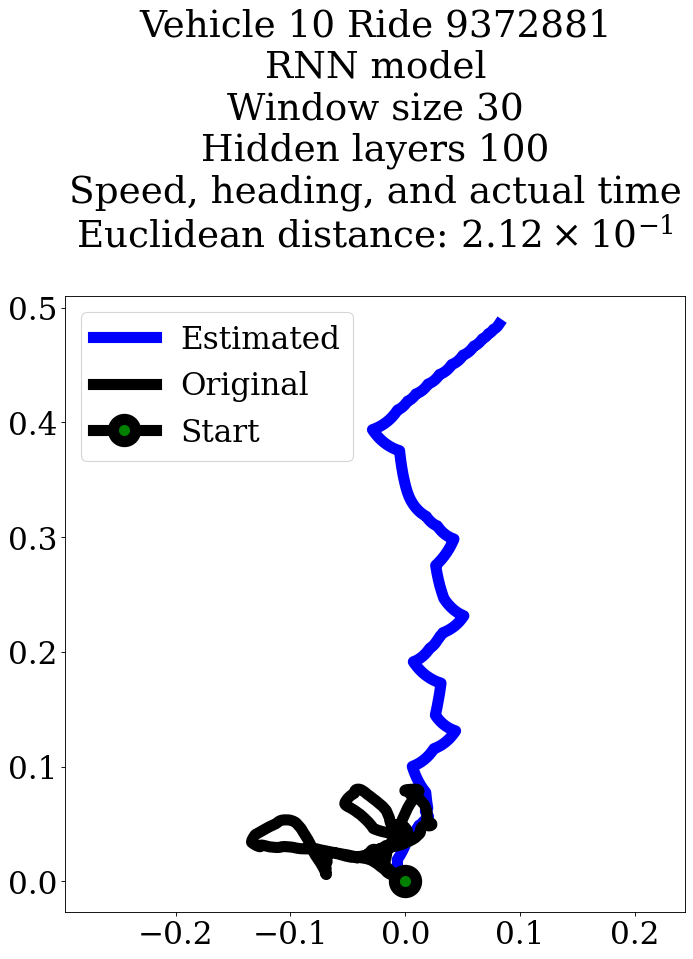 Vehicle 10 Ride 9372881
RNN model
Window size 30
Hidden layers 100
Speed, heading, and actual time
Euclidean distance: 2.12 × 10⁻¹
Estimated
Original
Start
0.5
0.4
0.3
0.2
0.1
0.0
−0.2 −0.1 0.0 0.1 0.2